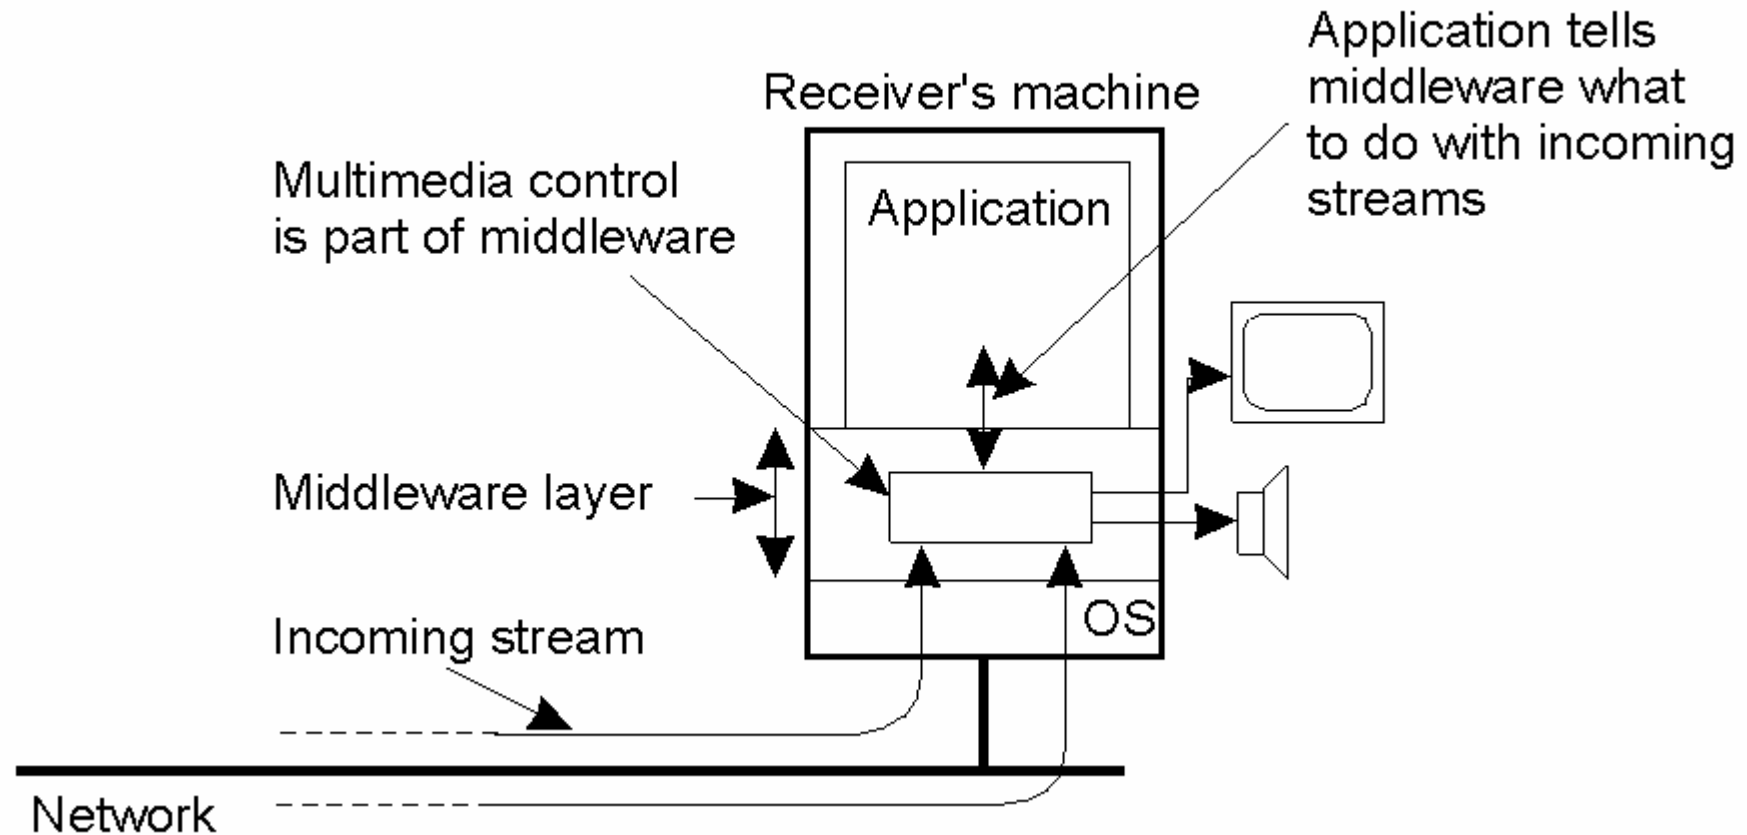 Application tells
middleware what
to do with incoming
streams
Receiver's machine
Multimedia control
is part of middleware
Application
Middleware layer
OS
Incoming stream
Network